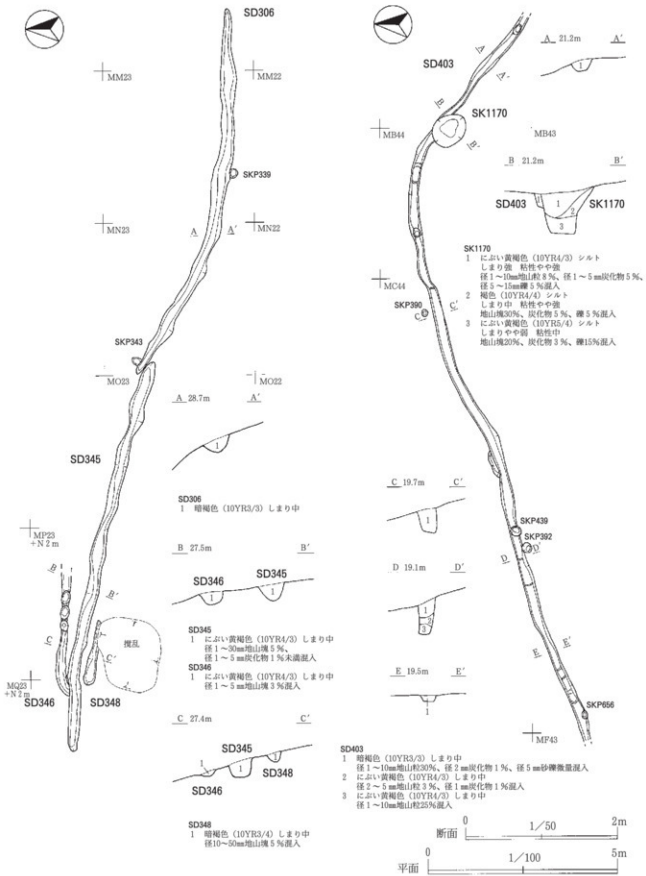 SD306
MM23
MM22
SKP339
MN23
A
A′
MN22
SKP343
MO23
MO22
SD345
A 28.7m A′
1
SD306
1 暗褐色（10YR3/3）しまり中
MP23
+N2m
B
B′
B 27.5m B′
SD346
SD345
1
1
SD345
1 にぶい黄褐色（10YR4/3）しまり中
径1〜30㎜地山塊5％、
径1〜5㎜炭化物1％未満混入
SD346
1 にぶい黄褐色（10YR4/3）しまり中
径1〜5㎜地山塊3％混入
C
C′
撹乱
MQ23
+N2m
SD346
SD348
C 27.4m C′
SD345
1
1
1
SD346
SD348
SD348
1 暗褐色（10YR3/4）しまり中
径10〜50㎜地山塊5％混入
SD403
A
A′
B
SK1170
B′
MB44
MB43
A 21.2m A′
1
B 21.2m B′
SD403
SK1170
1
2
3
SK1170
1 にぶい黄褐色（10YR4/3）シルト
しまり強 粘性やや強
径1〜10㎜地山粒8％、径1〜5㎜炭化物5％、
径5〜15㎜礫5％混入
2 褐色（10YR4/4）シルト
しまり中 粘性やや強
地山塊30％、炭化物5％、礫5％混入
3 にぶい黄褐色（10YR5/4）シルト
しまりやや弱 粘性中
地山塊20％、炭化物3％、礫15％混入
MC44
SKP390
C
C′
C 19.7m C′
1
SKP439
SKP392
D
D′
D 19.1m D′
1
2
3
E
E′
E 19.5m E′
1
SKP656
MF43
SD403
1 暗褐色（10YR3/3）しまり中
径1〜10㎜地山粒30％、径2㎜炭化物1％、径5㎜砂礫微量混入
2 にぶい黄褐色（10YR4/3）しまり中
径2〜5㎜地山粒3％、径1㎜炭化物1％混入
3 にぶい黄褐色（10YR4/3）しまり中
径1〜10㎜地山粒25％混入
0 2m
断面 1／50
0 5m
平面 1／100